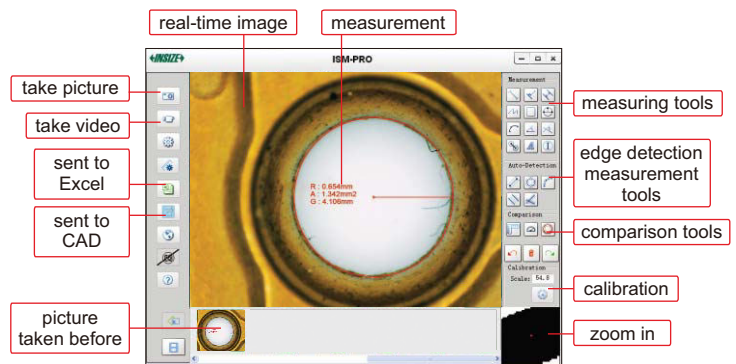 real-time image
measurement
INSIZE
ISM-PRO
take picture
take video
sent to
Excel
sent to
CAD
picture
taken before
R : 0.654mm
A : 1.342mm2
G : 4.106mm
Measurement
Auto-Detection
Comparison
Calibration
Scale: 54.8
measuring tools
edge detection
measurement
tools
comparison tools
calibration
zoom in